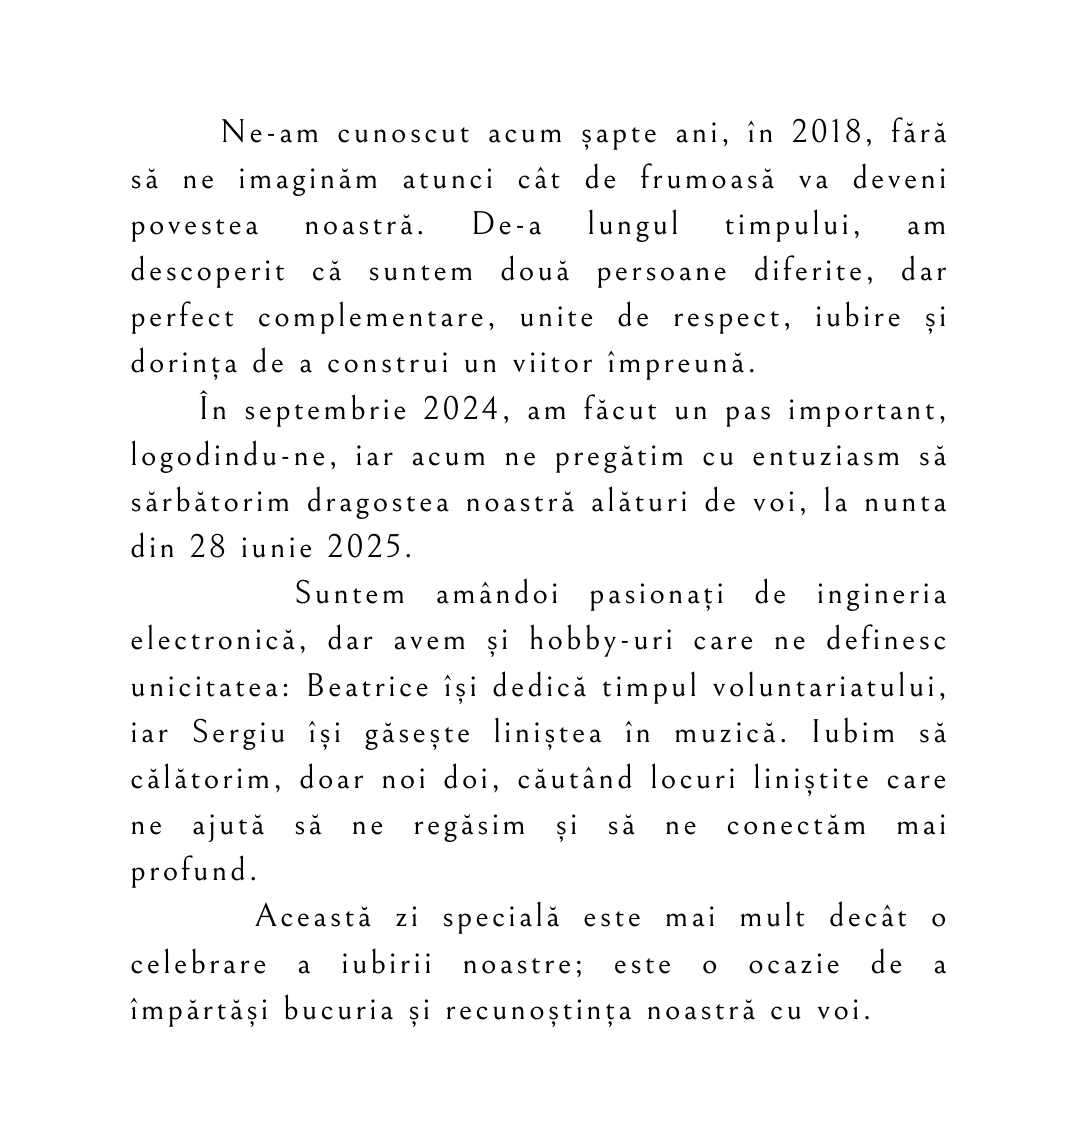 Ne-am cunoscut acum șapte ani, în 2018, fără
să ne imaginăm atunci cât de frumoasă va deveni
povestea noastră. De-a lungul timpului, am
descoperit că suntem două persoane diferite, dar
perfect complementare, unite de respect, iubire și
dorința de a construi un viitor împreună.
În septembrie 2024, am făcut un pas important,
logodindu-ne, iar acum ne pregătim cu entuziasm să
sărbătorim dragostea noastră alături de voi, la nunta
din 28 iunie 2025.
Suntem amândoi pasionați de ingineria
electronică, dar avem și hobby-uri care ne definesc
unicitatea: Beatrice își dedică timpul voluntariatului,
iar Sergiu își găsește liniștea în muzică. Iubim să
călătorim, doar noi doi, căutând locuri liniștite care
ne ajută să ne regăsim și să ne conectăm mai
profund.
Această zi specială este mai mult decât o
celebrare a iubirii noastre; este o ocazie de a
împărtăși bucuria și recunoștința noastră cu voi.